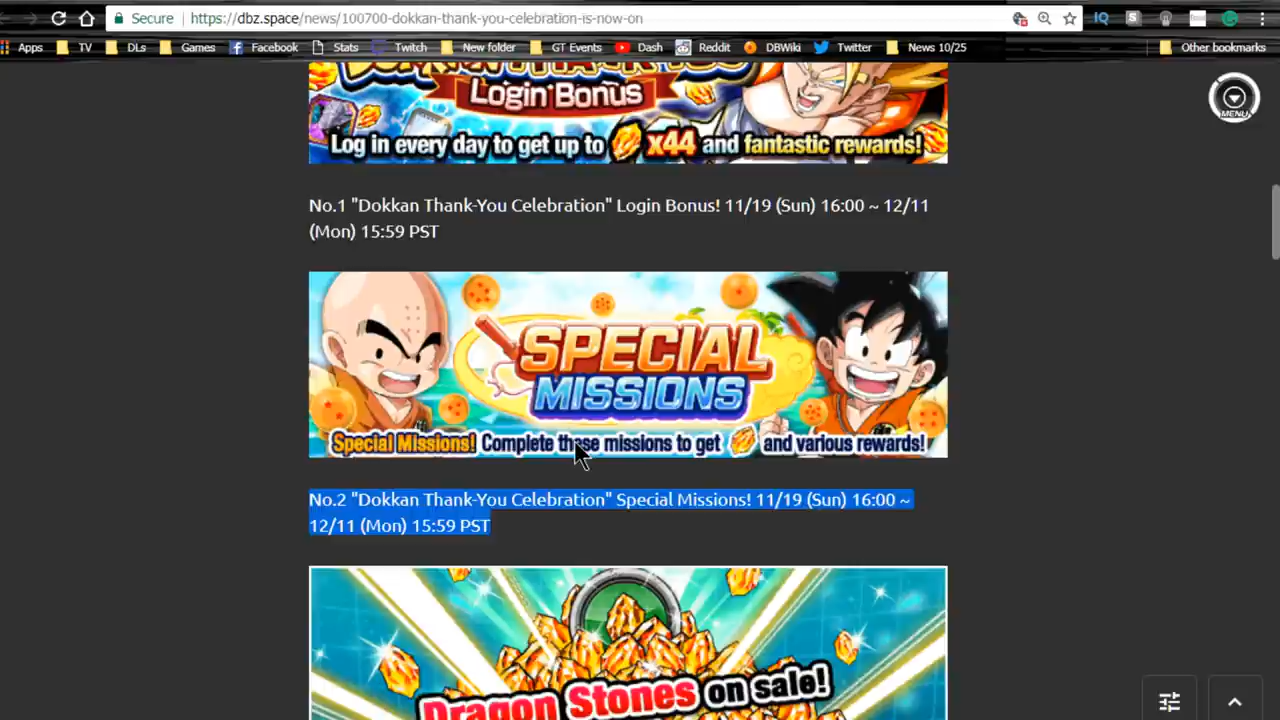 Secure https://dbz.space/news/100700-dokkan-thank-you-celebration-is-now-on
Apps TV DLs Games Facebook Stats Twitch New folder GT Events Dash Reddit DBWiki Twitter News 10/25 Other bookmarks
MENU
Login Bonus
Log in every day to get up to x44 and fantastic rewards!
No.1 "Dokkan Thank-You Celebration" Login Bonus! 11/19 (Sun) 16:00 ~ 12/11
(Mon) 15:59 PST
SPECIAL
MISSIONS
Special Missions! Complete these missions to get and various rewards!
No.2 "Dokkan Thank-You Celebration" Special Missions! 11/19 (Sun) 16:00 ~
12/11 (Mon) 15:59 PST
Dragon Stones on sale!